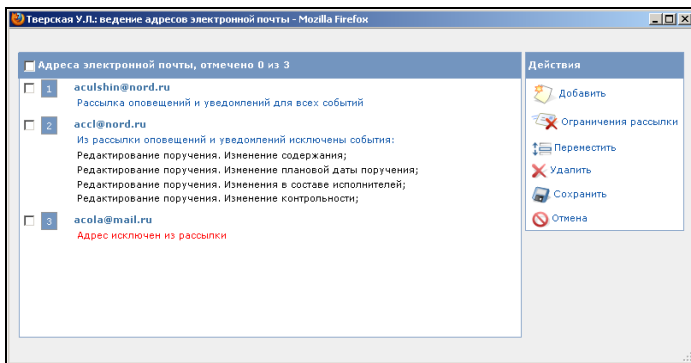 Тверская У.Л.: ведение адресов электронной почты - Mozilla Firefox
Адреса электронной почты, отмечено 0 из 3
1 aculshin@nord.ru
Рассылка оповещений и уведомлений для всех событий
2 accl@nord.ru
Из рассылки оповещений и уведомлений исключены события:
Редактирование поручения. Изменение содержания;
Редактирование поручения. Изменение плановой даты поручения;
Редактирование поручения. Изменения в составе исполнителей;
Редактирование поручения. Изменение контрольности;
3 acola@mail.ru
Адрес исключен из рассылки
Действия
Добавить
Ограничения рассылки
Переместить
Удалить
Сохранить
Отмена